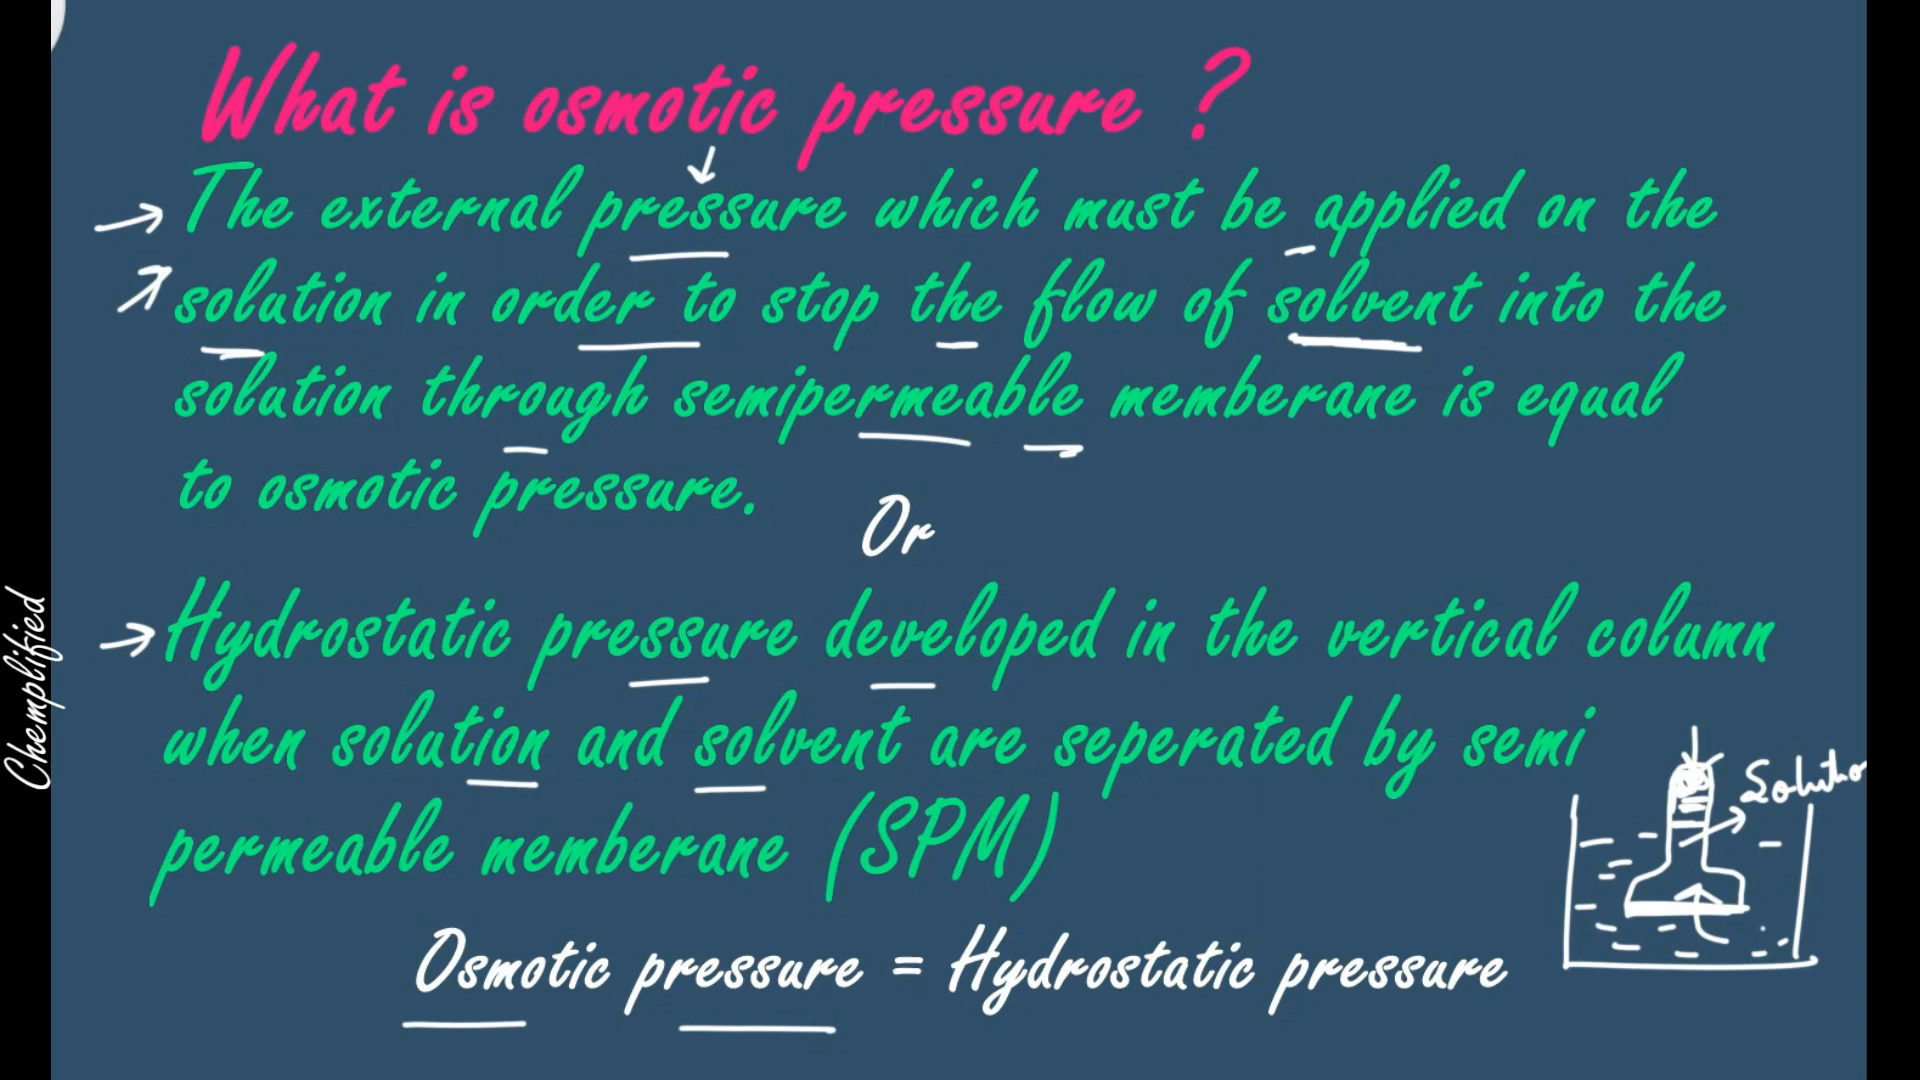 What is osmotic pressure ?
The external pressure which must be applied on the
solution in order to stop the flow of solvent into the
solution through semipermeable memberane is equal
to osmotic pressure.
Or
Hydrostatic pressure developed in the vertical column
when solution and solvent are seperated by semi
permeable memberane (SPM)
Solutio
Osmotic pressure = Hydrostatic pressure
Chemplified